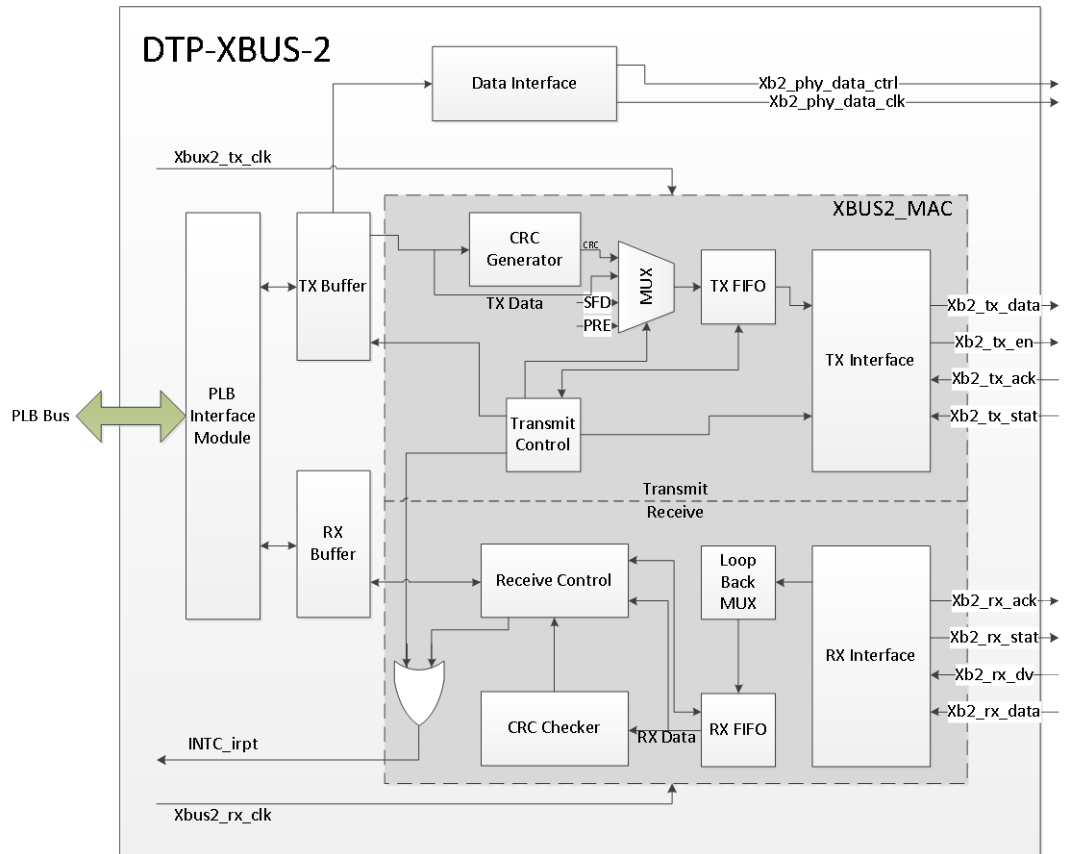 DTP-XBUS-2
Data Interface
Xb2_phy_data_ctrl
Xb2_phy_data_clk
Xbux2_tx_clk
XBUS2_MAC
CRC
Generator
CRC
MUX
TX FIFO
TX Buffer
TX Data
SFD
PRE
TX Interface
Xb2_tx_data
Xb2_tx_en
Xb2_tx_ack
Xb2_tx_stat
PLB Bus
PLB
Interface
Module
Transmit
Control
Transmit
Receive
RX
Buffer
Receive Control
Loop
Back
MUX
RX Interface
Xb2_rx_ack
Xb2_rx_stat
Xb2_rx_dv
Xb2_rx_data
CRC Checker
RX Data
RX FIFO
INTC_irpt
Xbus2_rx_clk